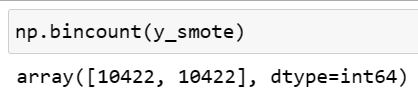 np.bincount(y_smote)
array([10422, 10422], dtype=int64)